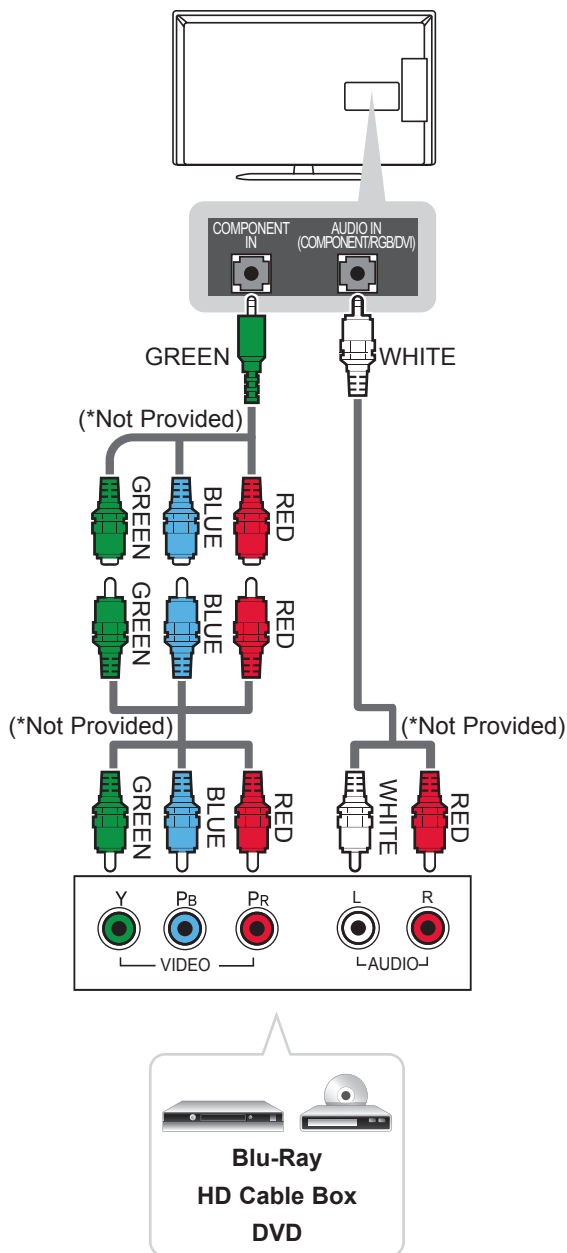 COMPONENT
IN
AUDIO IN
(COMPONENT/RGB/DVI)
GREEN
WHITE
(*Not Provided)
GREEN
BLUE
RED
GREEN
BLUE
RED
(*Not Provided)
(*Not Provided)
GREEN
BLUE
RED
WHITE
RED
Y
PB
PR
L
R
VIDEO
AUDIO
Blu-Ray
HD Cable Box
DVD